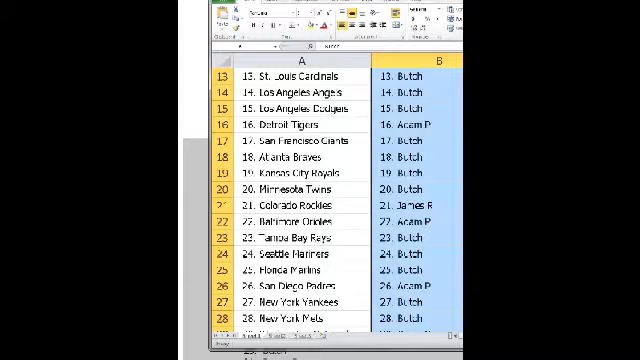 Verdana
Butch
A B
13 13. St. Louis Cardinals 13. Butch
14 14. Los Angeles Angels 14. Butch
15 15. Los Angeles Dodgers 15. Butch
16 16. Detroit Tigers 16. Adam P
17 17. San Francisco Giants 17. Butch
18 18. Atlanta Braves 18. Butch
19 19. Kansas City Royals 19. Butch
20 20. Minnesota Twins 20. Butch
21 21. Colorado Rockies 21. James R
22 22. Baltimore Orioles 22. Adam P
23 23. Tampa Bay Rays 23. Butch
24 24. Seattle Mariners 24. Butch
25 25. Florida Marlins 25. Butch
26 26. San Diego Padres 26. Adam P
27 27. New York Yankees 27. Butch
28 28. New York Mets 28. Butch
Sheet1 Sheet2 Sheet3